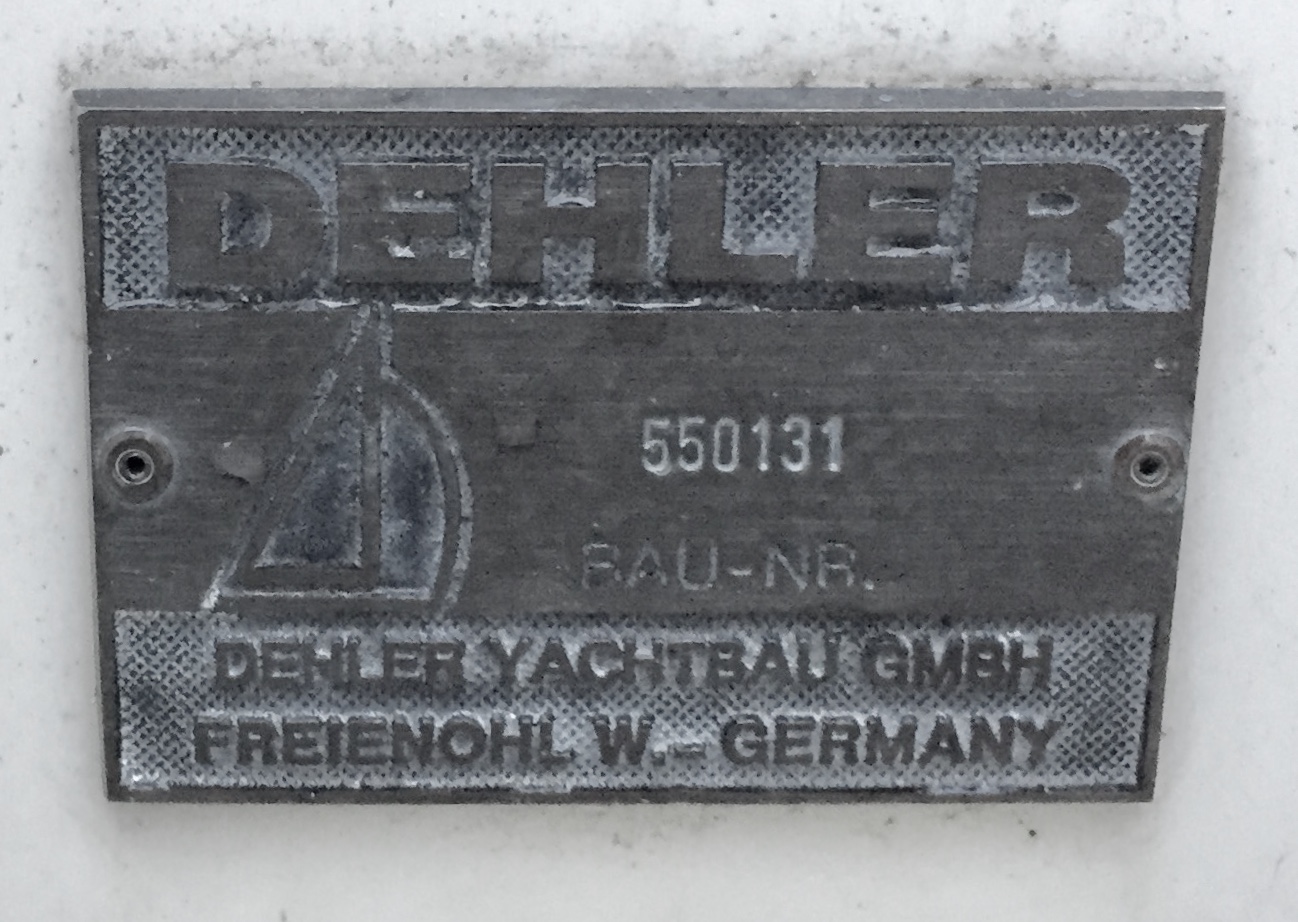 DEHLER
550131
BAU-NR.
DEHLER YACHTBAU GMBH
FREIENOHL W.-GERMANY